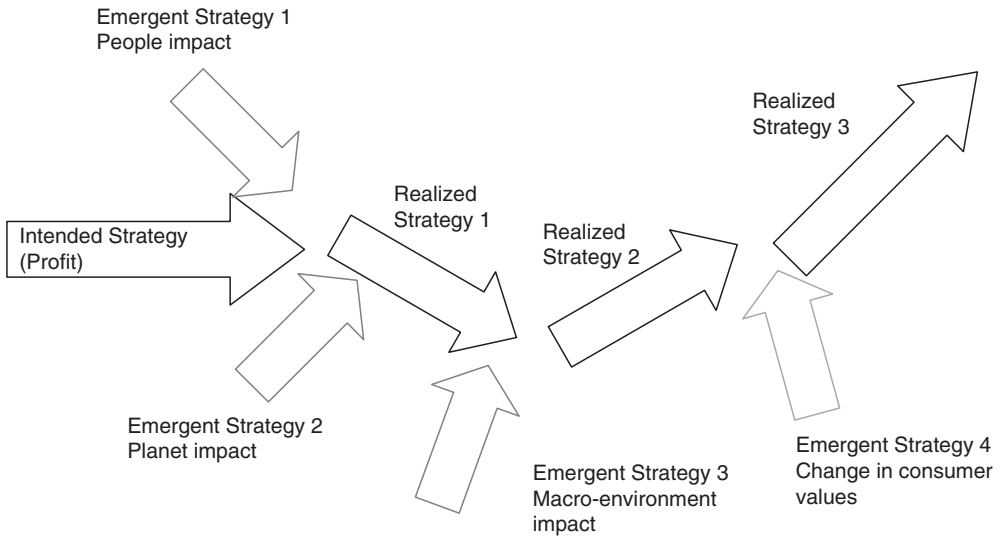 Emergent Strategy 1
People impact
Intended Strategy
(Profit)
Emergent Strategy 2
Planet impact
Realized
Strategy 1
Emergent Strategy 3
Macro-environment
impact
Realized
Strategy 2
Realized
Strategy 3
Emergent Strategy 4
Change in consumer
values